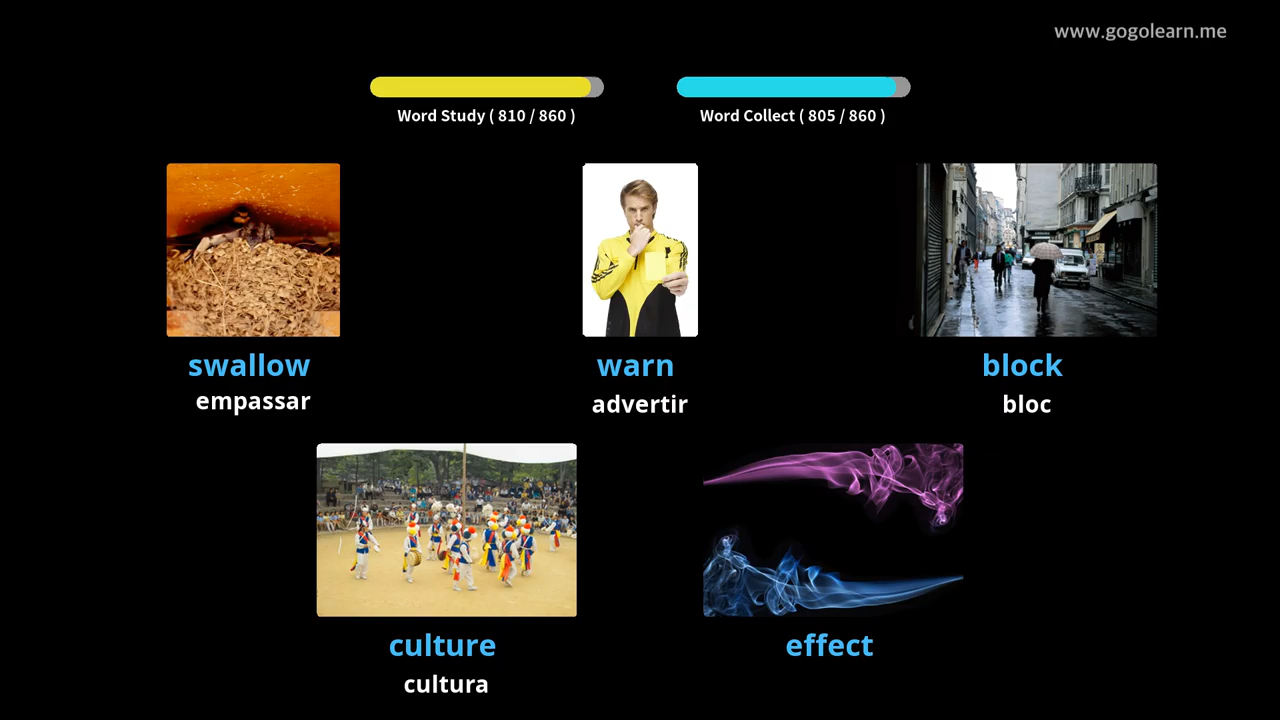 www.gogolearn.me
Word Study ( 810 / 860 )
Word Collect ( 805 / 860 )
swallow
empassar
warn
advertir
block
bloc
culture
cultura
effect